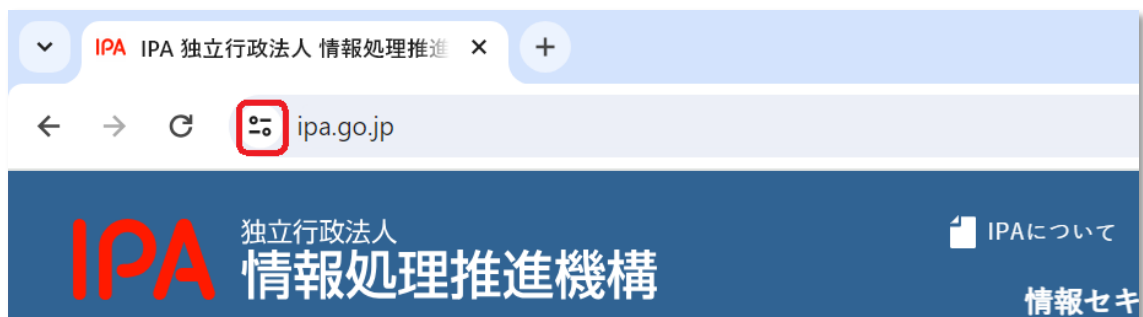 IPA IPA 独立行政法人 情報処理推進
ipa.go.jp
IPA 独立行政法人
情報処理推進機構
IPAについて
情報セキ